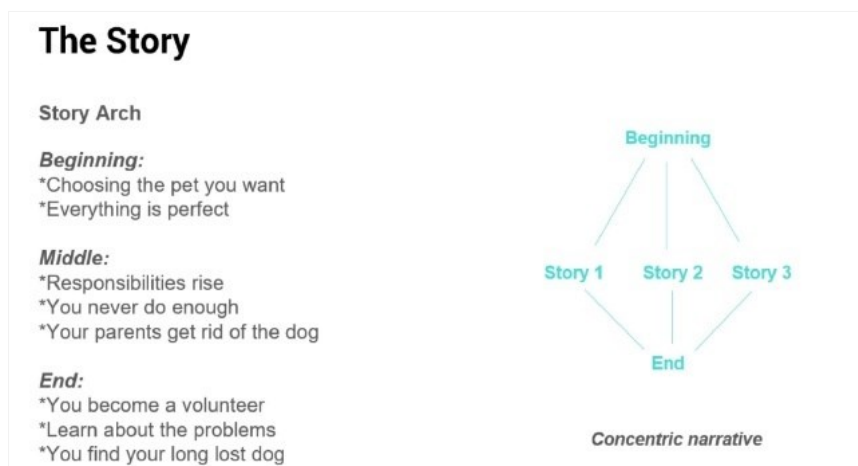 The Story
Story Arch
Beginning:
*Choosing the pet you want
*Everything is perfect
Middle:
*Responsibilities rise
*You never do enough
*Your parents get rid of the dog
End:
*You become a volunteer
*Learn about the problems
*You find your long lost dog
Beginning
Story 1 Story 2 Story 3
End
Concentric narrative